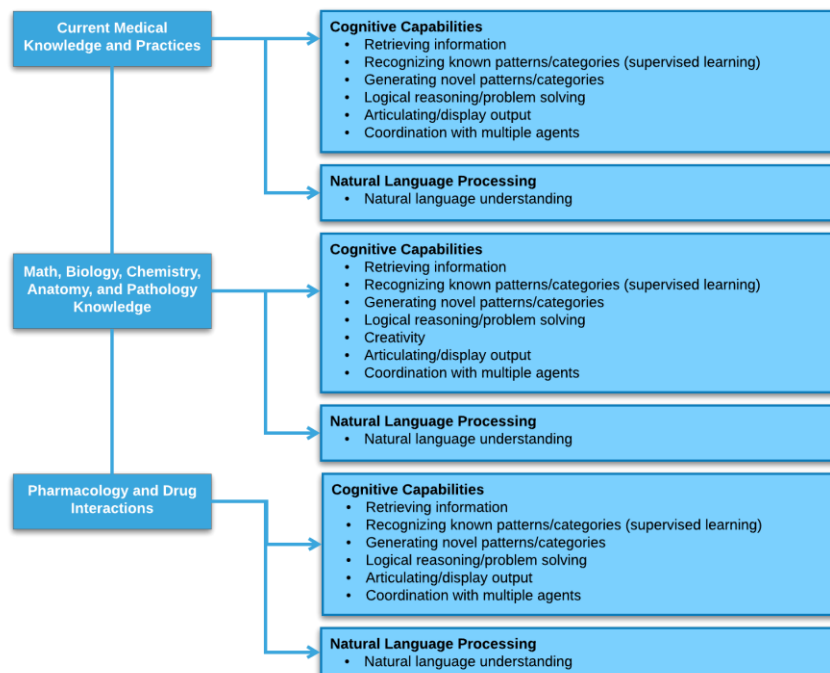 Current Medical
Knowledge and Practices
Cognitive Capabilities
• Retrieving information
• Recognizing known patterns/categories (supervised learning)
• Generating novel patterns/categories
• Logical reasoning/problem solving
• Articulating/display output
• Coordination with multiple agents
Natural Language Processing
• Natural language understanding
Math, Biology, Chemistry,
Anatomy, and Pathology
Knowledge
Cognitive Capabilities
• Retrieving information
• Recognizing known patterns/categories (supervised learning)
• Generating novel patterns/categories
• Logical reasoning/problem solving
• Creativity
• Articulating/display output
• Coordination with multiple agents
Natural Language Processing
• Natural language understanding
Pharmacology and Drug
Interactions
Cognitive Capabilities
• Retrieving information
• Recognizing known patterns/categories (supervised learning)
• Generating novel patterns/categories
• Logical reasoning/problem solving
• Articulating/display output
• Coordination with multiple agents
Natural Language Processing
• Natural language understanding